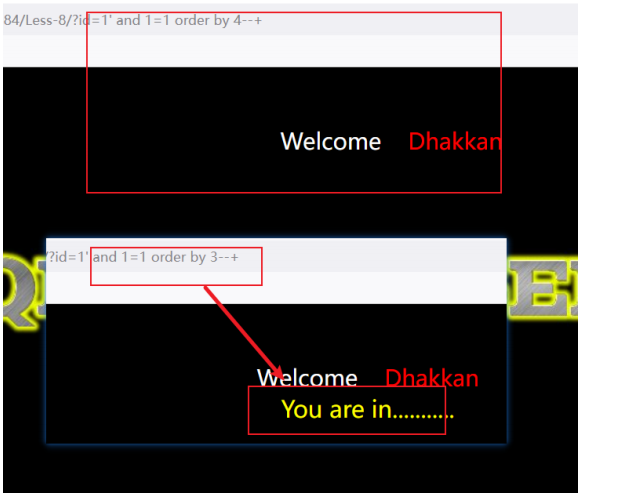 84/Less-8/?id=1' and 1=1 order by 4--+
Welcome Dhakkan
/?id=1' and 1=1 order by 3--+
Welcome Dhakkan
You are in...........